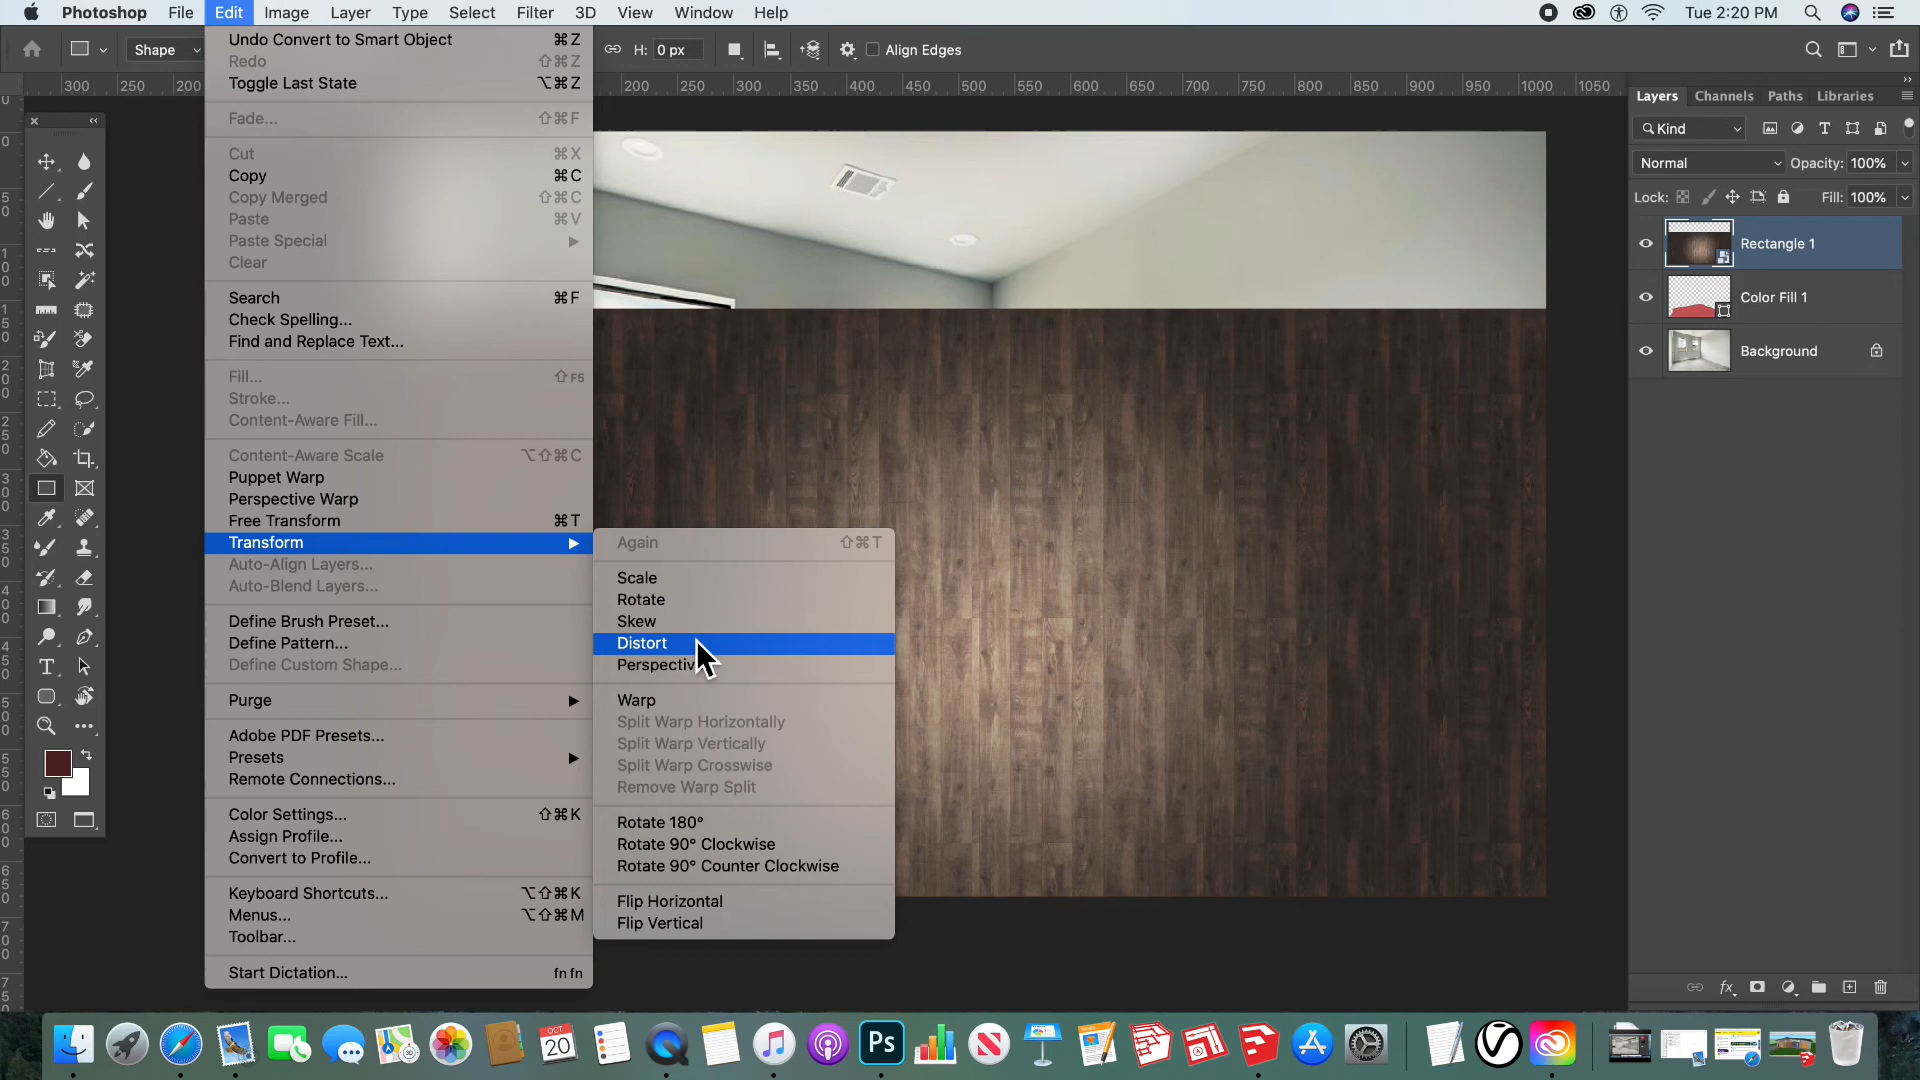 Photoshop File Edit Image Layer Type Select Filter 3D View Window Help Tue 2:20 PM
Shape H: 0 px Align Edges
300 250 200 200 250 300 350 400 450 500 550 600 650 700 750 800 850 900 950 1000 1050
Undo Convert to Smart Object ⌘Z
Redo ⇧⌘Z
Toggle Last State ⌥⌘Z
Fade... ⇧⌘F
Cut ⌘X
Copy ⌘C
Copy Merged ⇧⌘C
Paste ⌘V
Paste Special
Clear
Search ⌘F
Check Spelling...
Find and Replace Text...
Fill... ⇧F5
Stroke...
Content-Aware Fill...
Content-Aware Scale ⌥⇧⌘C
Puppet Warp
Perspective Warp
Free Transform ⌘T
Transform
Auto-Align Layers...
Auto-Blend Layers...
Define Brush Preset...
Define Pattern...
Define Custom Shape...
Purge
Adobe PDF Presets...
Presets
Remote Connections...
Color Settings... ⇧⌘K
Assign Profile...
Convert to Profile...
Keyboard Shortcuts... ⌥⇧⌘K
Menus... ⌥⇧⌘M
Toolbar...
Start Dictation... fn fn
Again ⇧⌘T
Scale
Rotate
Skew
Distort
Perspectiv
Warp
Split Warp Horizontally
Split Warp Vertically
Split Warp Crosswise
Remove Warp Split
Rotate 180°
Rotate 90° Clockwise
Rotate 90° Counter Clockwise
Flip Horizontal
Flip Vertical
Layers Channels Paths Libraries
Kind
Normal Opacity: 100%
Lock: Fill: 100%
Rectangle 1
Color Fill 1
Background
fx
OCT
20
Ps